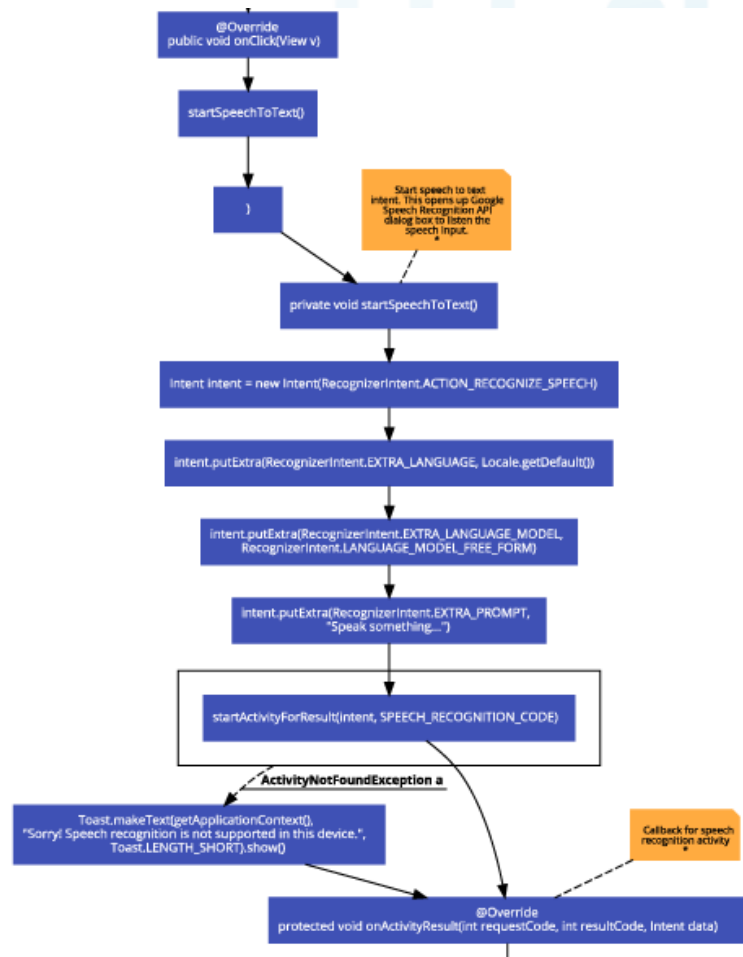 @Override
public void onClick(View v)
startSpeechToText()
}
Start speech to text
intent. This opens up Google
Speech Recognition API
dialog box to listen the
speech input.
*
private void startSpeechToText()
Intent intent = new Intent(RecognizerIntent.ACTION_RECOGNIZE_SPEECH)
intent.putExtra(RecognizerIntent.EXTRA_LANGUAGE, Locale.getDefault())
intent.putExtra(RecognizerIntent.EXTRA_LANGUAGE_MODEL,
RecognizerIntent.LANGUAGE_MODEL_FREE_FORM)
intent.putExtra(RecognizerIntent.EXTRA_PROMPT,
"Speak something...")
startActivityForResult(intent, SPEECH_RECOGNITION_CODE)
ActivityNotFoundException a
Toast.makeText(getApplicationContext(),
"Sorry! Speech recognition is not supported in this device.",
Toast.LENGTH_SHORT).show()
Callback for speech
recognition activity
*
@Override
protected void onActivityResult(int requestCode, int resultCode, Intent data)